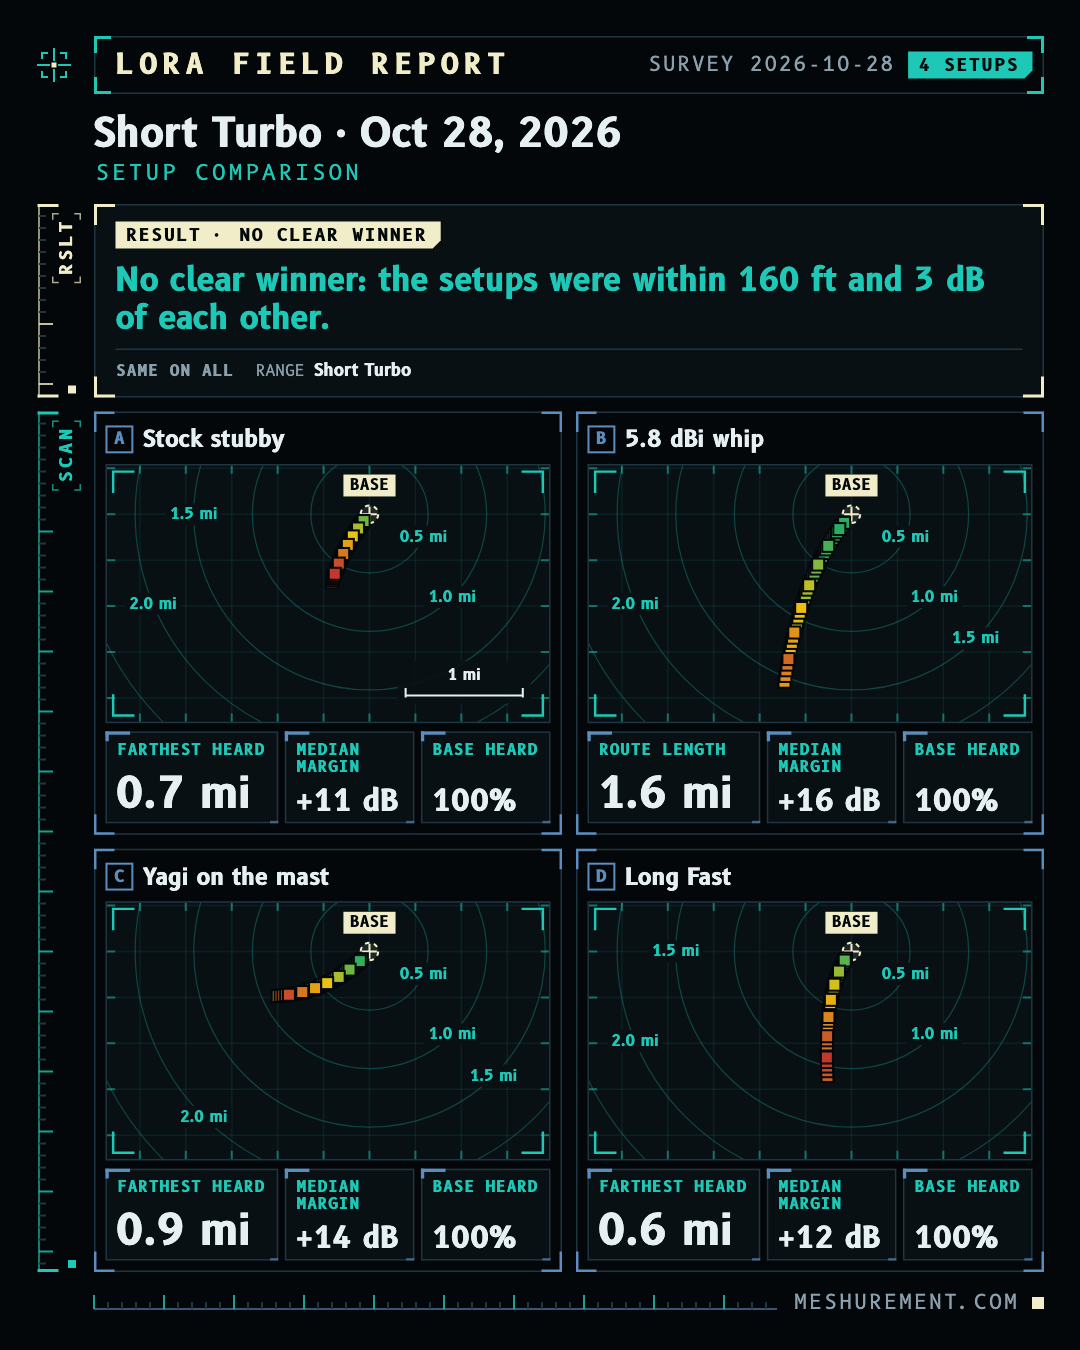 LORA FIELD REPORT
SURVEY 2026-10-28
4 SETUPS
Short Turbo · Oct 28, 2026
SETUP COMPARISON
RSLT
RESULT · NO CLEAR WINNER
No clear winner: the setups were within 160 ft and 3 dB
of each other.
SAME ON ALL RANGE Short Turbo
SCAN
A Stock stubby
BASE
1.5 mi
0.5 mi
1.0 mi
2.0 mi
1 mi
FARTHEST HEARD
0.7 mi
MEDIAN
MARGIN
+11 dB
BASE HEARD
100%
B 5.8 dBi whip
BASE
0.5 mi
1.0 mi
2.0 mi
1.5 mi
ROUTE LENGTH
1.6 mi
MEDIAN
MARGIN
+16 dB
BASE HEARD
100%
C Yagi on the mast
BASE
0.5 mi
1.0 mi
1.5 mi
2.0 mi
FARTHEST HEARD
0.9 mi
MEDIAN
MARGIN
+14 dB
BASE HEARD
100%
D Long Fast
BASE
1.5 mi
0.5 mi
1.0 mi
2.0 mi
FARTHEST HEARD
0.6 mi
MEDIAN
MARGIN
+12 dB
BASE HEARD
100%
MESHUREMENT.COM